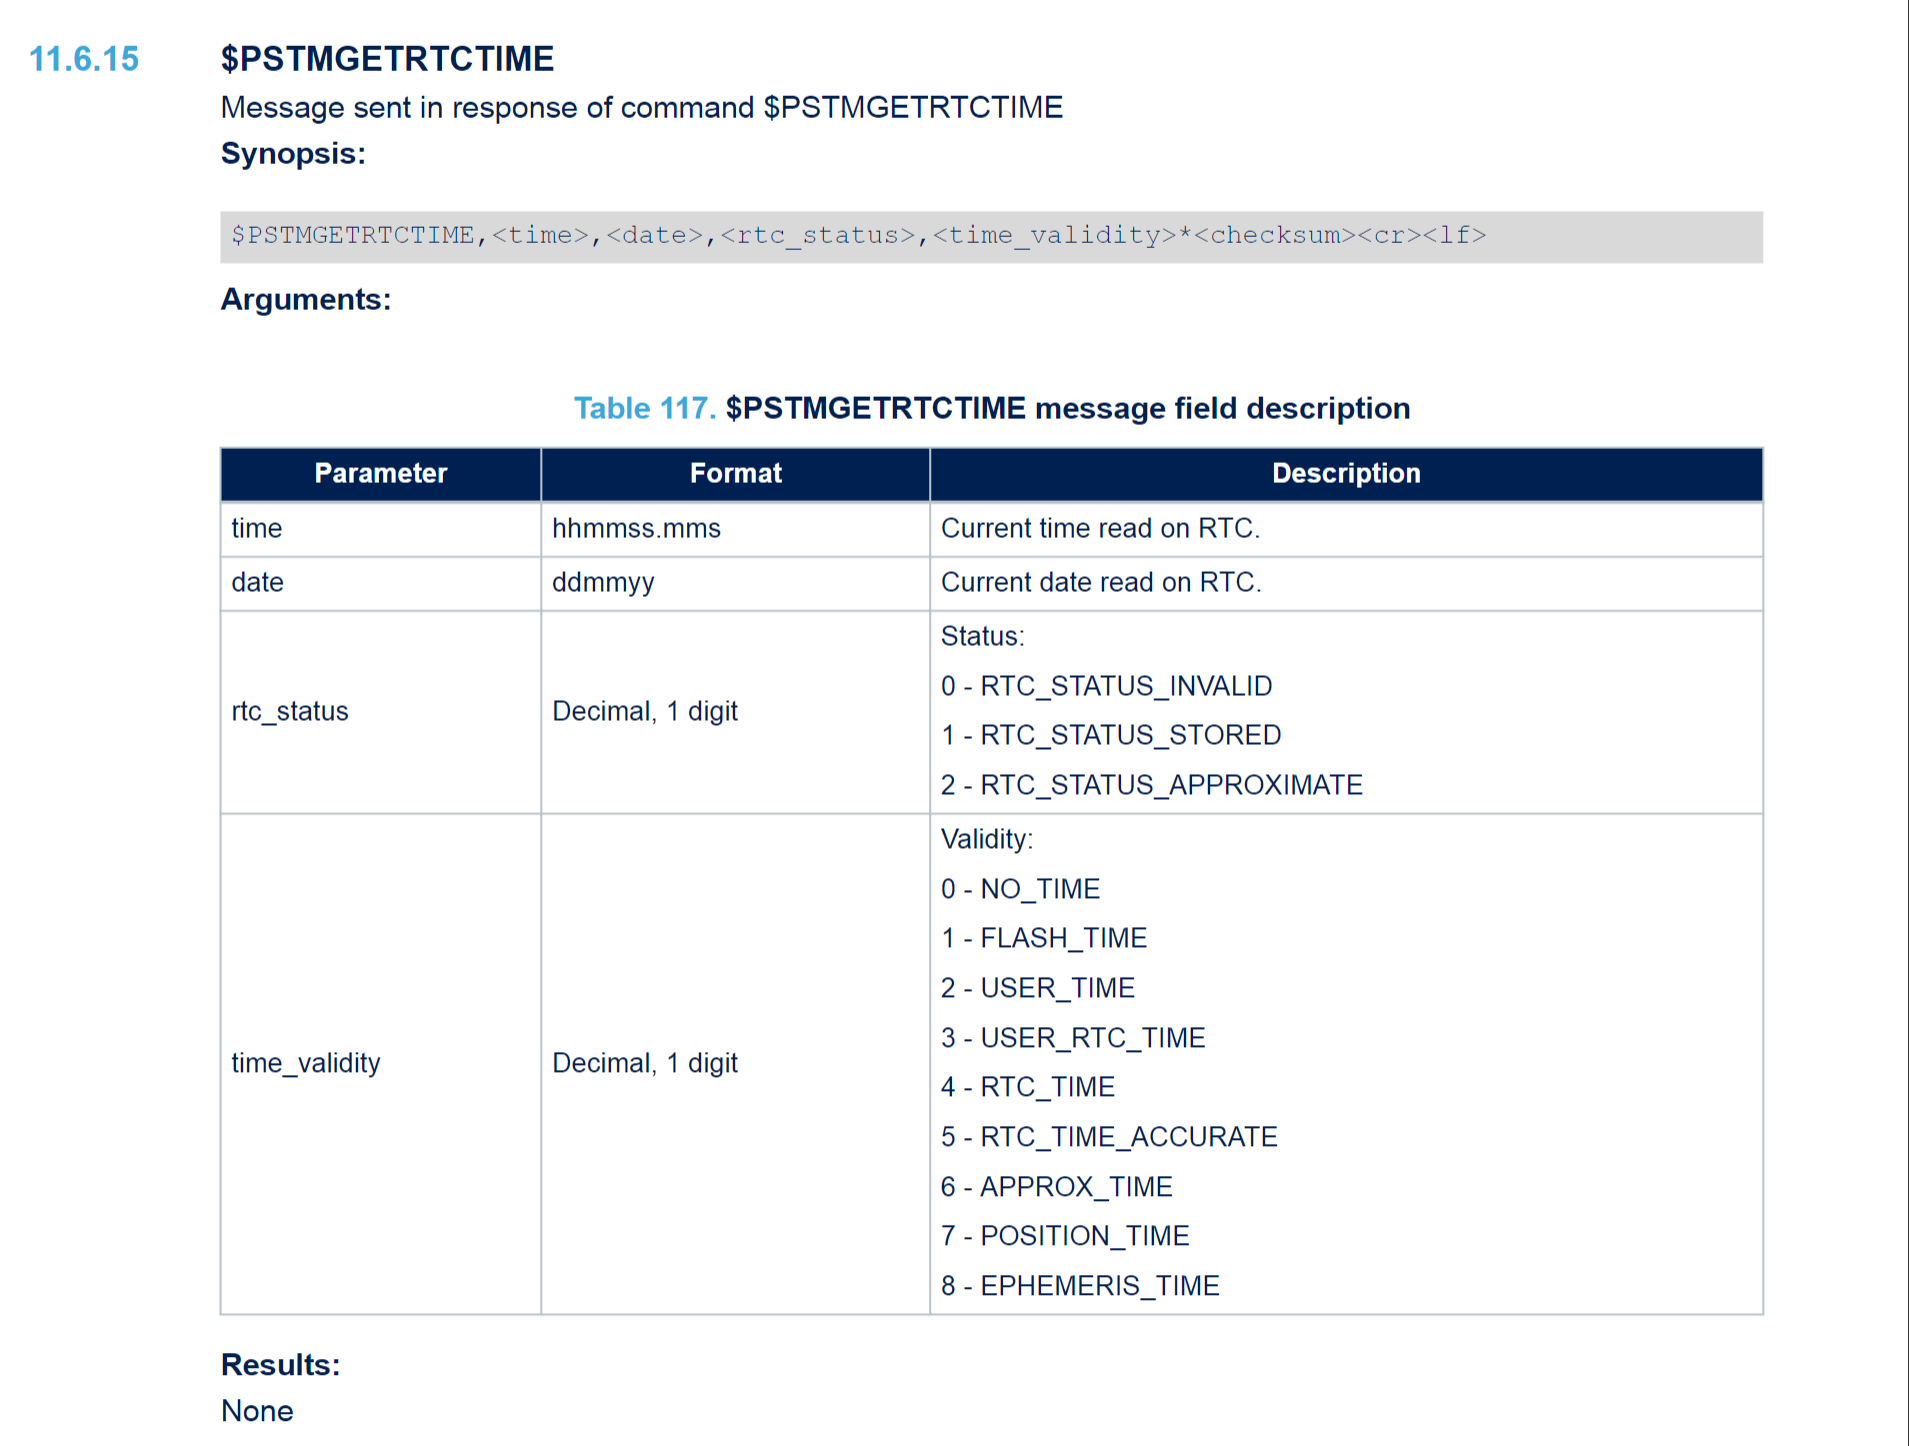 11.6.15 $PSTMGETRTCTIME
Message sent in response of command $PSTMGETRTCTIME
Synopsis:
$PSTMGETRTCTIME,<time>,<date>,<rtc_status>,<time_validity>*<checksum><cr><lf>
Arguments:
Table 117. $PSTMGETRTCTIME message field description
Parameter Format Description
time hhmmss.mms Current time read on RTC.
date ddmmyy Current date read on RTC.
rtc_status Decimal, 1 digit Status:
0 - RTC_STATUS_INVALID
1 - RTC_STATUS_STORED
2 - RTC_STATUS_APPROXIMATE
time_validity Decimal, 1 digit Validity:
0 - NO_TIME
1 - FLASH_TIME
2 - USER_TIME
3 - USER_RTC_TIME
4 - RTC_TIME
5 - RTC_TIME_ACCURATE
6 - APPROX_TIME
7 - POSITION_TIME
8 - EPHEMERIS_TIME
Results:
None